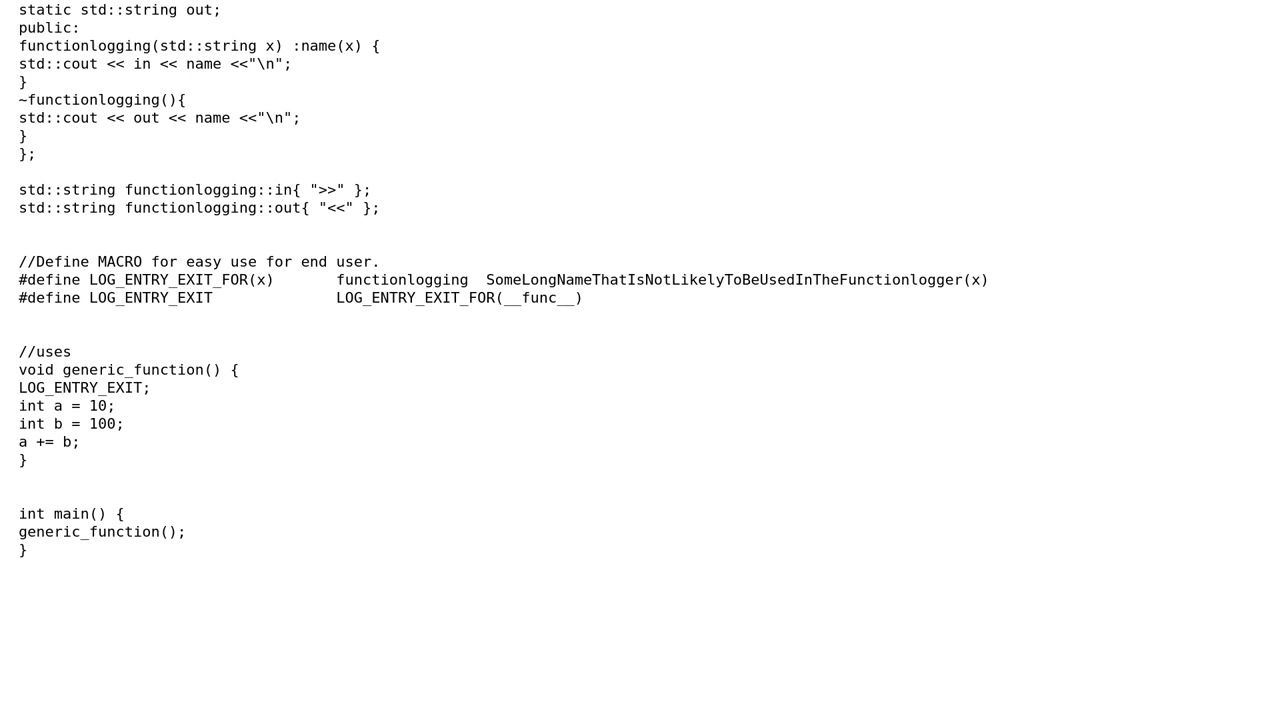 static std::string out;
public:
functionlogging(std::string x) :name(x) {
std::cout << in << name <<"\n";
}
~functionlogging(){
std::cout << out << name <<"\n";
}
};
std::string functionlogging::in{ ">>" };
std::string functionlogging::out{ "<<" };
//Define MACRO for easy use for end user.
#define LOG_ENTRY_EXIT_FOR(x)       functionlogging  SomeLongNameThatIsNotLikelyToBeUsedInTheFunctionlogger(x)
#define LOG_ENTRY_EXIT              LOG_ENTRY_EXIT_FOR(__func__)
//uses
void generic_function() {
LOG_ENTRY_EXIT;
int a = 10;
int b = 100;
a += b;
}
int main() {
generic_function();
}